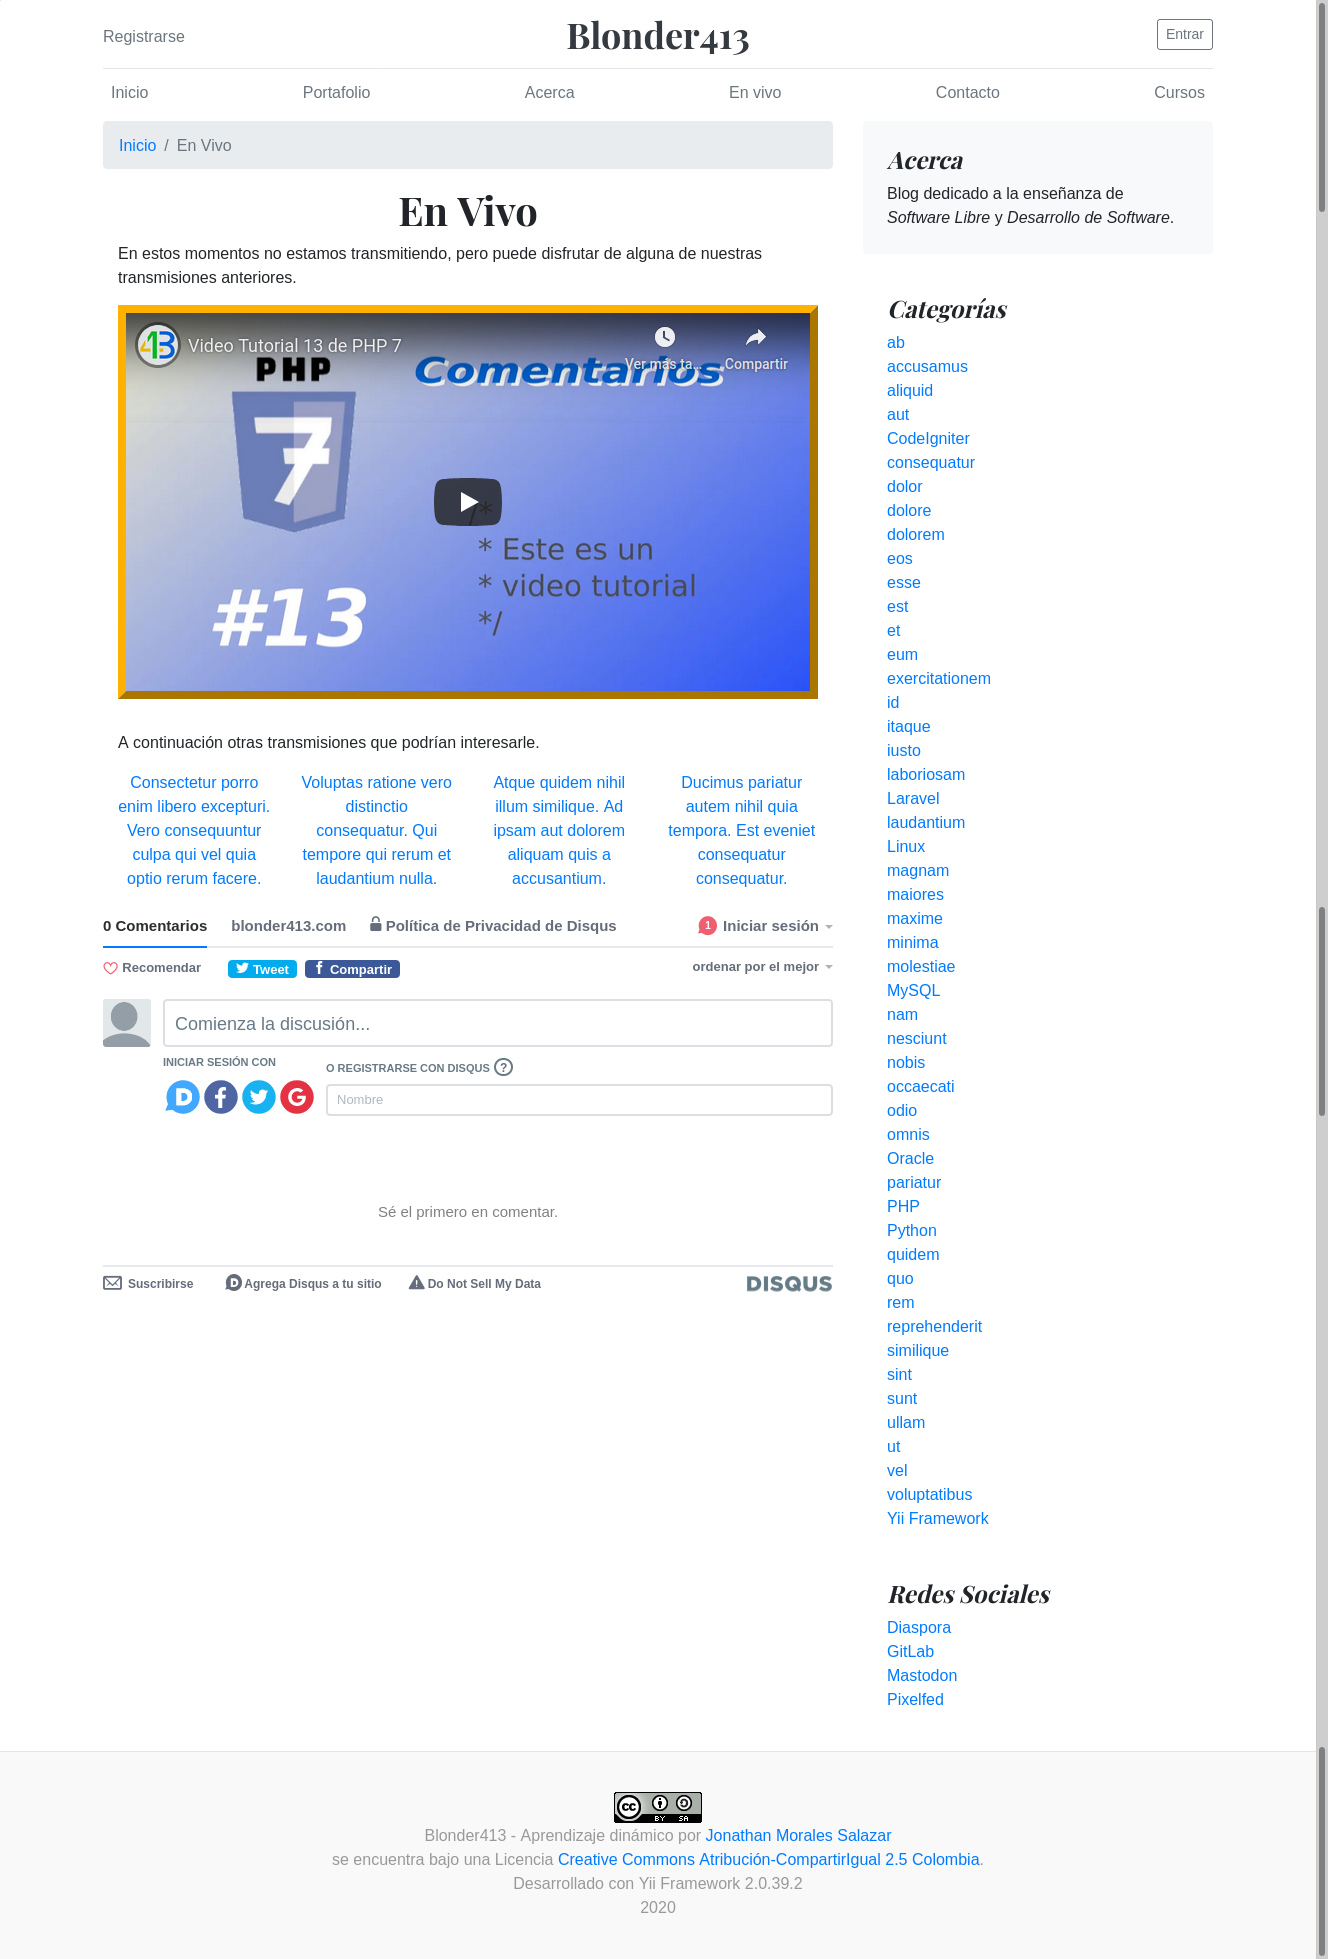 Registrarse
Blonder413
Entrar
Inicio
Portafolio
Acerca
En vivo
Contacto
Cursos
Inicio / En Vivo
En Vivo
En estos momentos no estamos transmitiendo, pero puede disfrutar de alguna de nuestras
transmisiones anteriores.
413
Video Tutorial 13 de PHP 7
Ver más ta...
Compartir
PHP
Comentarios
7
/*
* Este es un
* video tutorial
*/
#13
A continuación otras transmisiones que podrían interesarle.
Consectetur porro
enim libero excepturi.
Vero consequuntur
culpa qui vel quia
optio rerum facere.
Voluptas ratione vero
distinctio
consequatur. Qui
tempore qui rerum et
laudantium nulla.
Atque quidem nihil
illum similique. Ad
ipsam aut dolorem
aliquam quis a
accusantium.
Ducimus pariatur
autem nihil quia
tempora. Est eveniet
consequatur
consequatur.
0 Comentarios
blonder413.com
Política de Privacidad de Disqus
1
Iniciar sesión
Recomendar
Tweet
Compartir
ordenar por el mejor
Comienza la discusión...
INICIAR SESIÓN CON
O REGISTRARSE CON DISQUS ?
Nombre
Sé el primero en comentar.
Suscribirse
Agrega Disqus a tu sitio
Do Not Sell My Data
DISQUS
Acerca
Blog dedicado a la enseñanza de
Software Libre y Desarrollo de Software.
Categorías
ab
accusamus
aliquid
aut
CodeIgniter
consequatur
dolor
dolore
dolorem
eos
esse
est
et
eum
exercitationem
id
itaque
iusto
laboriosam
Laravel
laudantium
Linux
magnam
maiores
maxime
minima
molestiae
MySQL
nam
nesciunt
nobis
occaecati
odio
omnis
Oracle
pariatur
PHP
Python
quidem
quo
rem
reprehenderit
similique
sint
sunt
ullam
ut
vel
voluptatibus
Yii Framework
Redes Sociales
Diaspora
GitLab
Mastodon
Pixelfed
cc BY SA
Blonder413 - Aprendizaje dinámico por Jonathan Morales Salazar
se encuentra bajo una Licencia Creative Commons Atribución-CompartirIgual 2.5 Colombia.
Desarrollado con Yii Framework 2.0.39.2
2020